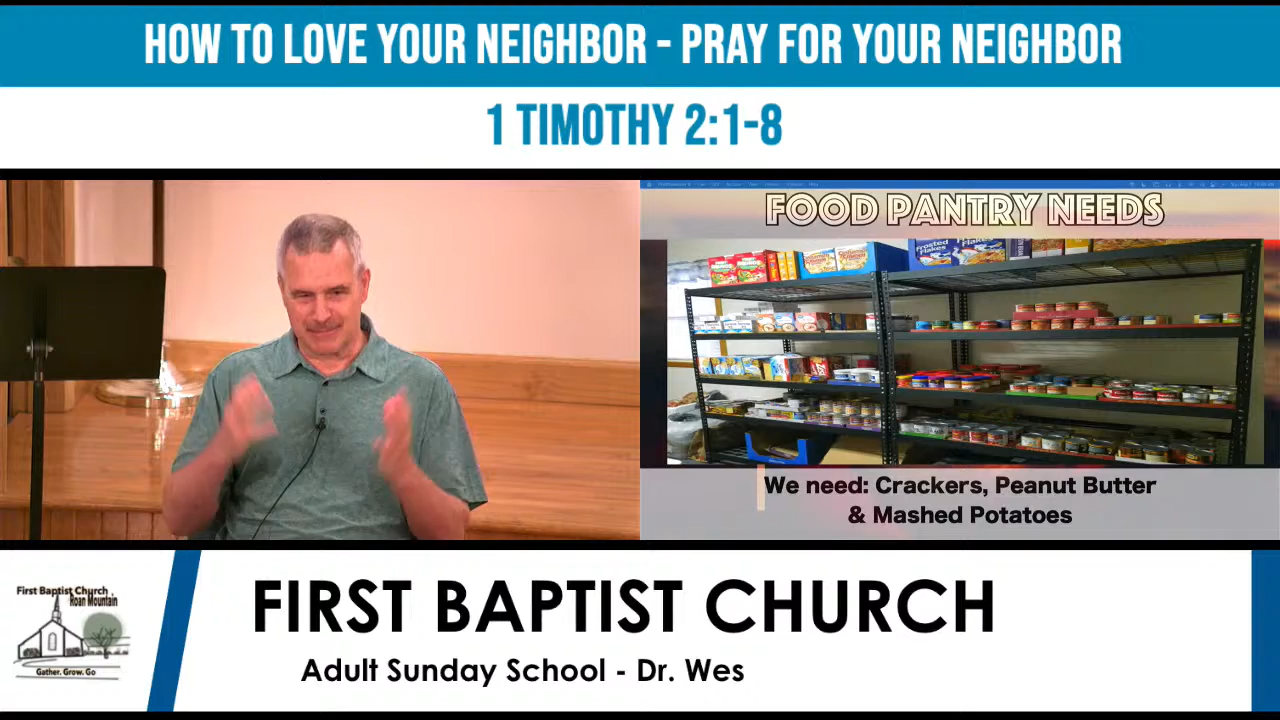 HOW TO LOVE YOUR NEIGHBOR - PRAY FOR YOUR NEIGHBOR
1 TIMOTHY 2:1-8
FOOD PANTRY NEEDS
Frosted
Flakes
We need: Crackers, Peanut Butter
& Mashed Potatoes
First Baptist Church
Roan Mountain
Gather. Grow. Go
FIRST BAPTIST CHURCH
Adult Sunday School - Dr. Wes